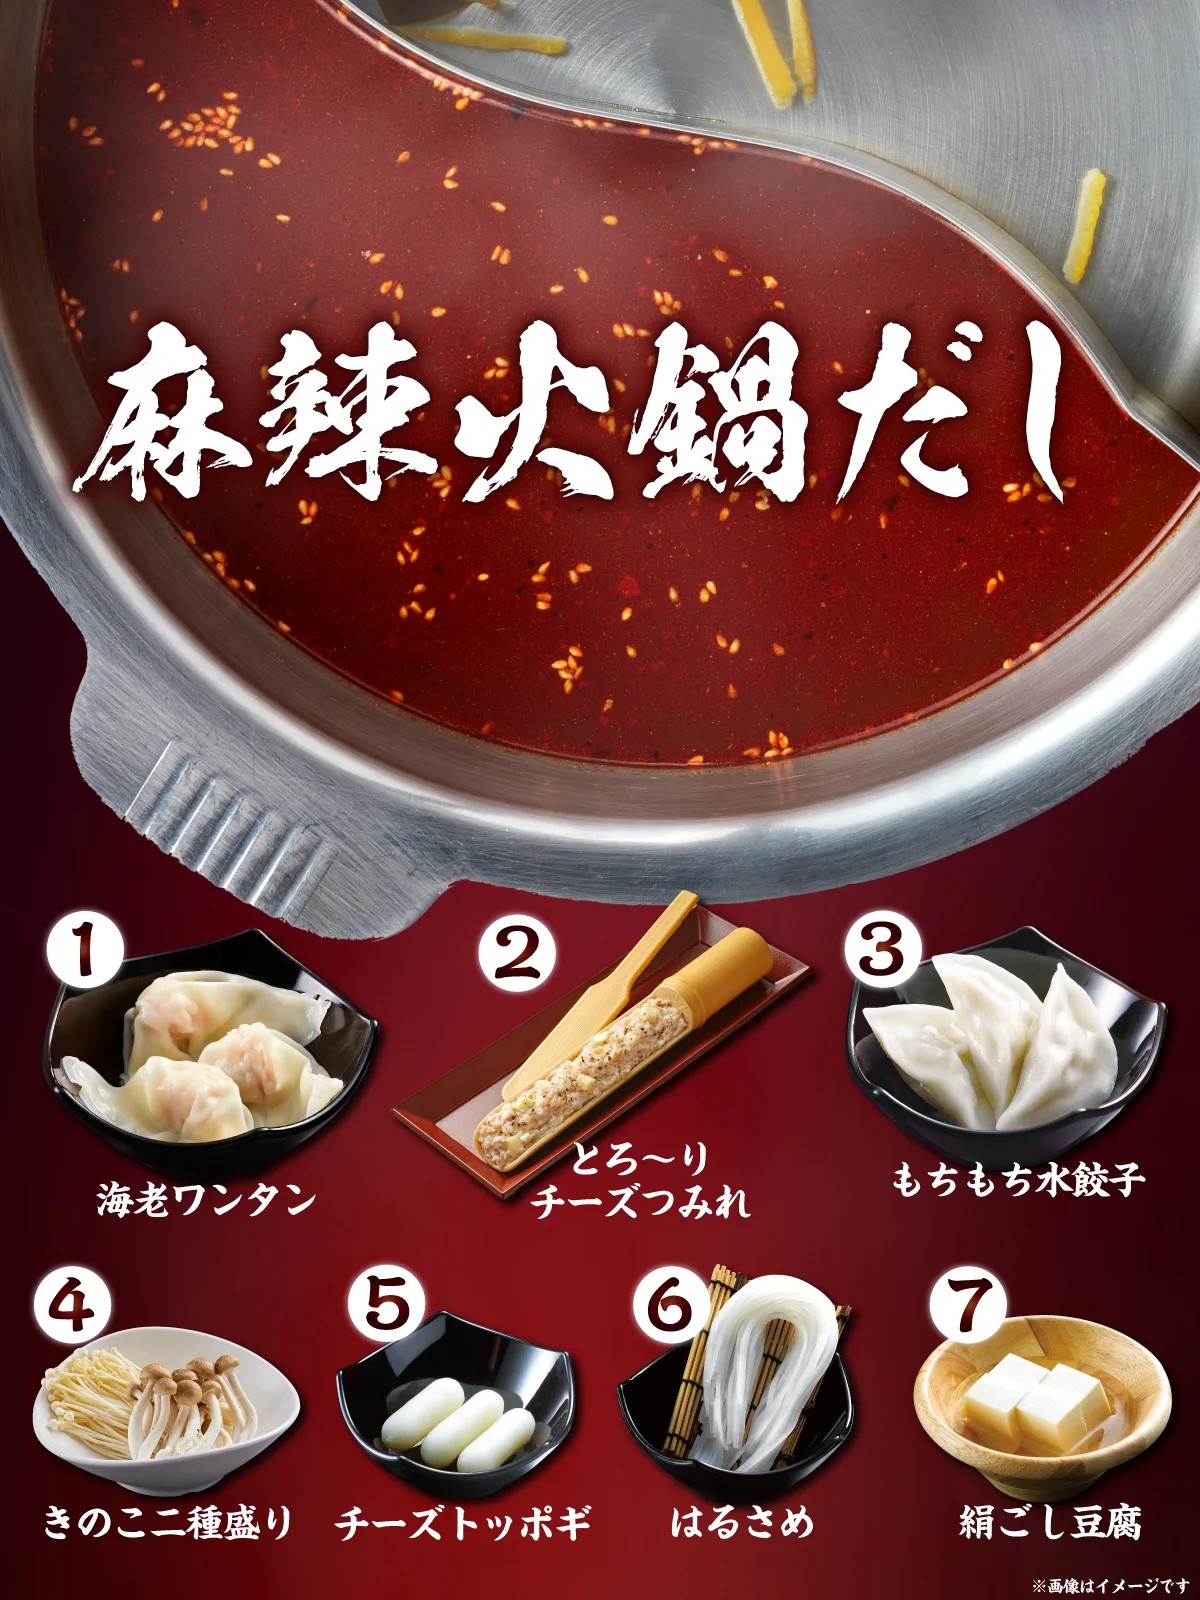 麻辣火鍋だし
1
海老ワンタン
2
とろ〜り
チーズつみれ
3
もちもち水餃子
4
きのこ二種盛り
5
チーズトッポギ
6
はるさめ
7
絹ごし豆腐
※画像はイメージです